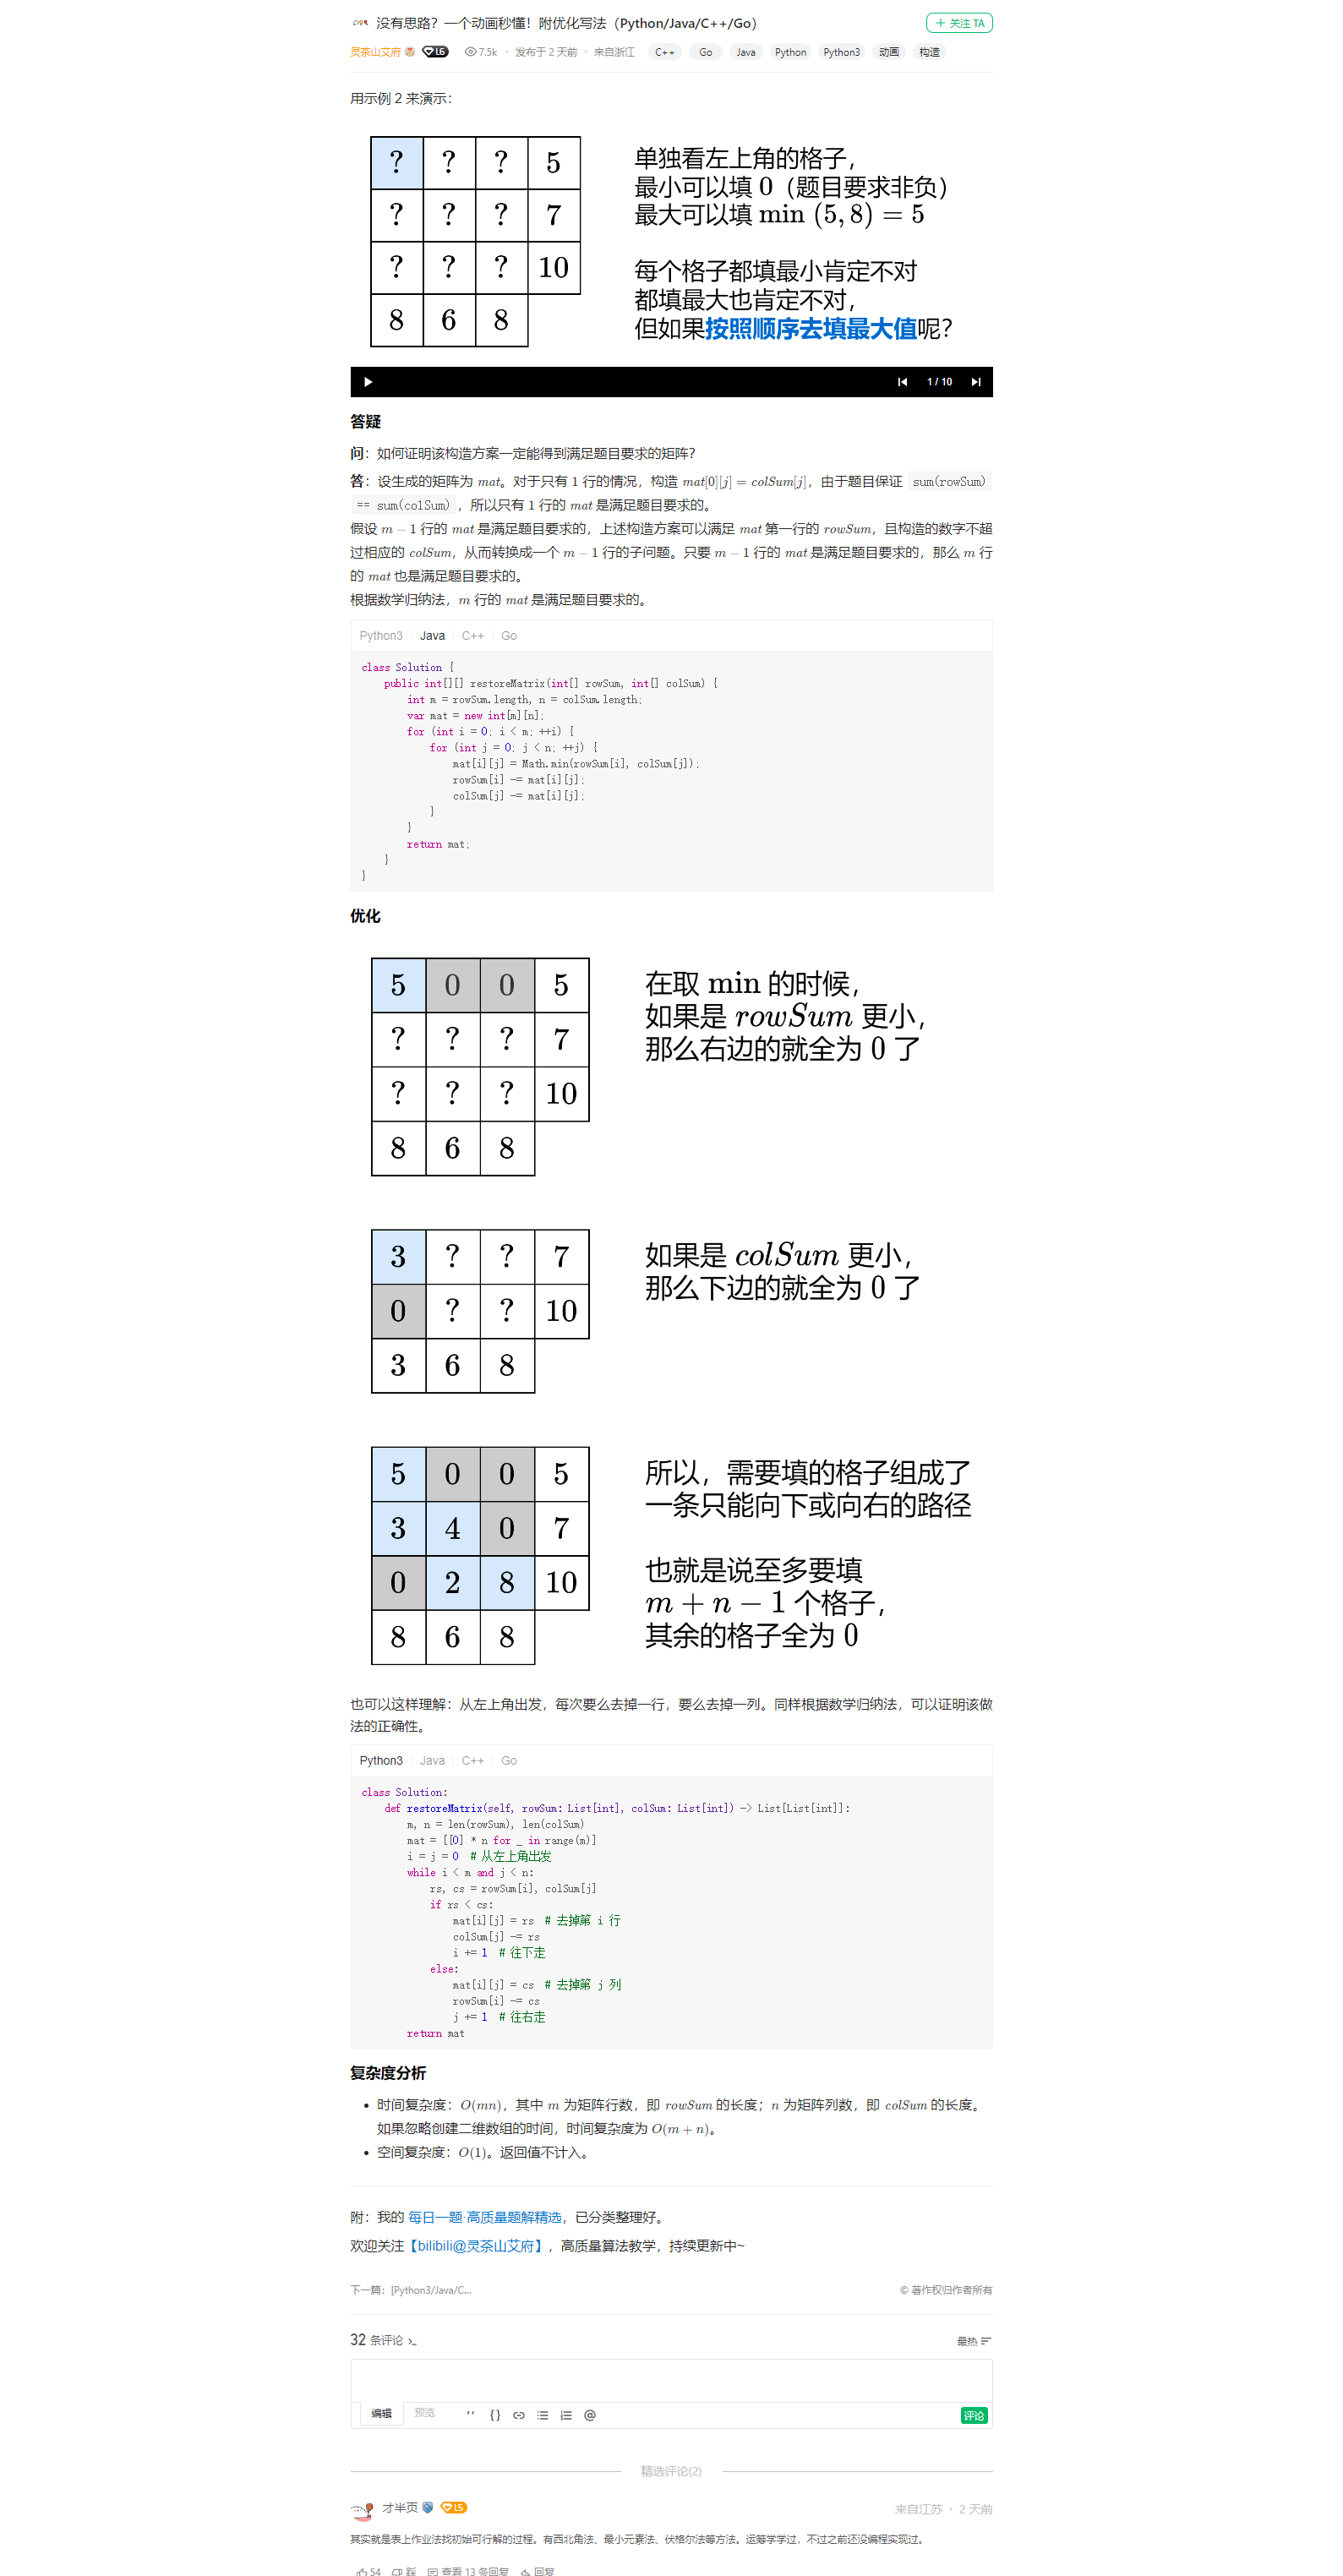 没有思路？一个动画秒懂！附优化写法（Python/Java/C++/Go）
＋ 关注 TA
灵茶山艾府 L6 7.5k • 发布于 2 天前 • 来自浙江 C++ Go Java Python Python3 动画 构造
用示例 2 来演示：
? ? ? 5
? ? ? 7
? ? ? 10
8 6 8
单独看左上角的格子，
最小可以填 0（题目要求非负）
最大可以填 min (5, 8) = 5
每个格子都填最小肯定不对
都填最大也肯定不对，
但如果按照顺序去填最大值呢？
1 / 10
答疑
问：如何证明该构造方案一定能得到满足题目要求的矩阵？
答：设生成的矩阵为 mat。对于只有 1 行的情况，构造 mat[0][j] = colSum[j]，由于题目保证 sum(rowSum)
== sum(colSum)，所以只有 1 行的 mat 是满足题目要求的。
假设 m − 1 行的 mat 是满足题目要求的，上述构造方案可以满足 mat 第一行的 rowSum，且构造的数字不超
过相应的 colSum，从而转换成一个 m − 1 行的子问题。只要 m − 1 行的 mat 是满足题目要求的，那么 m 行
的 mat 也是满足题目要求的。
根据数学归纳法，m 行的 mat 是满足题目要求的。
Python3 Java C++ Go
class Solution {
    public int[][] restoreMatrix(int[] rowSum, int[] colSum) {
        int m = rowSum.length, n = colSum.length;
        var mat = new int[m][n];
        for (int i = 0; i < m; ++i) {
            for (int j = 0; j < n; ++j) {
                mat[i][j] = Math.min(rowSum[i], colSum[j]);
                rowSum[i] -= mat[i][j];
                colSum[j] -= mat[i][j];
            }
        }
        return mat;
    }
}
优化
5 0 0 5
? ? ? 7
? ? ? 10
8 6 8
在取 min 的时候，
如果是 rowSum 更小，
那么右边的就全为 0 了
3 ? ? 7
0 ? ? 10
3 6 8
如果是 colSum 更小，
那么下边的就全为 0 了
5 0 0 5
3 4 0 7
0 2 8 10
8 6 8
所以，需要填的格子组成了
一条只能向下或向右的路径
也就是说至多要填
m + n − 1 个格子，
其余的格子全为 0
也可以这样理解：从左上角出发，每次要么去掉一行，要么去掉一列。同样根据数学归纳法，可以证明该做
法的正确性。
Python3 Java C++ Go
class Solution:
    def restoreMatrix(self, rowSum: List[int], colSum: List[int]) -> List[List[int]]:
        m, n = len(rowSum), len(colSum)
        mat = [[0] * n for _ in range(m)]
        i = j = 0  # 从左上角出发
        while i < m and j < n:
            rs, cs = rowSum[i], colSum[j]
            if rs < cs:
                mat[i][j] = rs  # 去掉第 i 行
                colSum[j] -= rs
                i += 1  # 往下走
            else:
                mat[i][j] = cs  # 去掉第 j 列
                rowSum[i] -= cs
                j += 1  # 往右走
        return mat
复杂度分析
• 时间复杂度：O(mn)，其中 m 为矩阵行数，即 rowSum 的长度；n 为矩阵列数，即 colSum 的长度。
如果忽略创建二维数组的时间，时间复杂度为 O(m + n)。
• 空间复杂度：O(1)。返回值不计入。
附：我的 每日一题·高质量题解精选，已分类整理好。
欢迎关注【bilibili@灵茶山艾府】，高质量算法教学，持续更新中~
下一篇：[Python3/Java/C...
© 著作权归作者所有
32 条评论
最热
编辑 预览 '' {} @ 评论
精选评论(2)
才半页 L5 来自江苏 • 2 天前
其实就是表上作业法找初始可行解的过程。有西北角法、最小元素法、伏格尔法等方法。运筹学学过，不过之前还没编程实现过。
54 踩 查看 13 条回复 回复